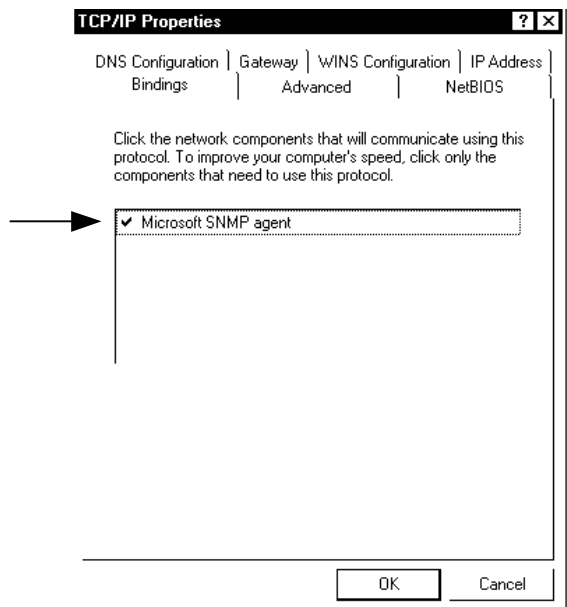 TCP/IP Properties
DNS Configuration Gateway WINS Configuration IP Address
Bindings Advanced NetBIOS
Click the network components that will communicate using this
protocol. To improve your computer's speed, click only the
components that need to use this protocol.
Microsoft SNMP agent
OK Cancel